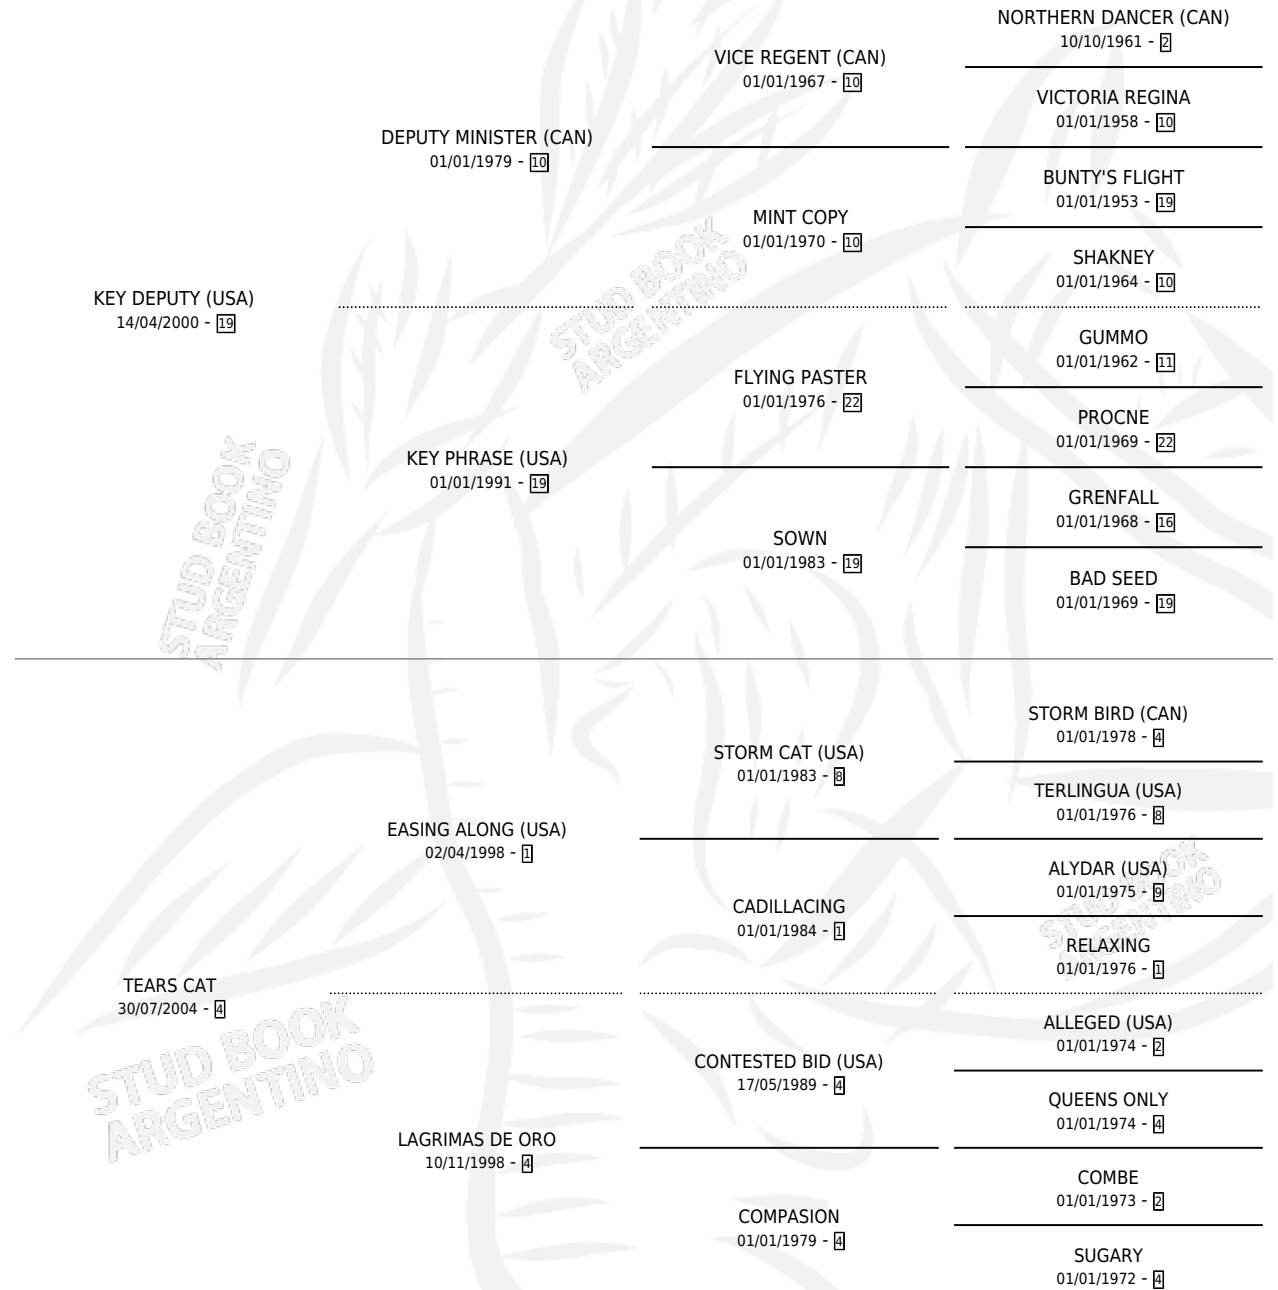 NORTHERN DANCER (CAN)
10/10/1961 - 2
VICE REGENT (CAN)
01/01/1967 - 10
VICTORIA REGINA
01/01/1958 - 10
DEPUTY MINISTER (CAN)
01/01/1979 - 10
BUNTY'S FLIGHT
01/01/1953 - 19
MINT COPY
01/01/1970 - 10
SHAKNEY
01/01/1964 - 10
KEY DEPUTY (USA)
14/04/2000 - 19
GUMMO
01/01/1962 - 11
FLYING PASTER
01/01/1976 - 22
PROCNE
01/01/1969 - 22
KEY PHRASE (USA)
01/01/1991 - 19
GRENFALL
01/01/1968 - 16
SOWN
01/01/1983 - 19
BAD SEED
01/01/1969 - 19
STORM BIRD (CAN)
01/01/1978 - 4
STORM CAT (USA)
01/01/1983 - 8
TERLINGUA (USA)
01/01/1976 - 8
EASING ALONG (USA)
02/04/1998 - 1
ALYDAR (USA)
01/01/1975 - 9
CADILLACING
01/01/1984 - 1
RELAXING
01/01/1976 - 1
TEARS CAT
30/07/2004 - 4
ALLEGED (USA)
01/01/1974 - 2
CONTESTED BID (USA)
17/05/1989 - 4
QUEENS ONLY
01/01/1974 - 4
LAGRIMAS DE ORO
10/11/1998 - 4
COMBE
01/01/1973 - 2
COMPASION
01/01/1979 - 4
SUGARY
01/01/1972 - 4
STUD BOOK
ARGENTINO
STUD BOOK
ARGENTINO
STUD BOOK
ARGENTINO
STUD BOOK
ARGENTINO